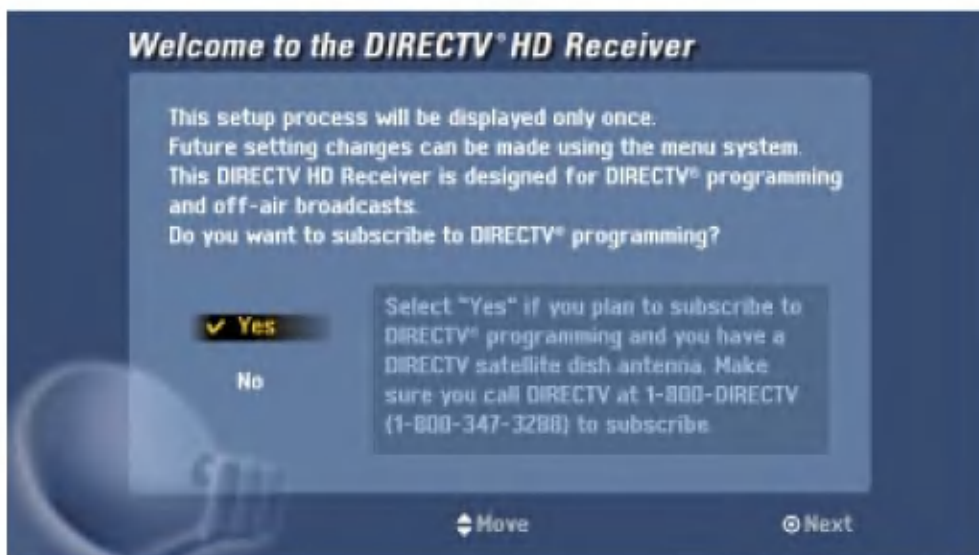 Welcome to the DIRECTV® HD Receiver
This setup process will be displayed only once.
Future setting changes can be made using the menu system.
This DIRECTV HD Receiver is designed for DIRECTV® programming
and off-air broadcasts.
Do you want to subscribe to DIRECTV® programming?
✓ Yes
No
Select "Yes" if you plan to subscribe to
DIRECTV® programming and you have a
DIRECTV satellite dish antenna. Make
sure you call DIRECTV at 1-800-DIRECTV
(1-800-347-3288) to subscribe.
Move
Next